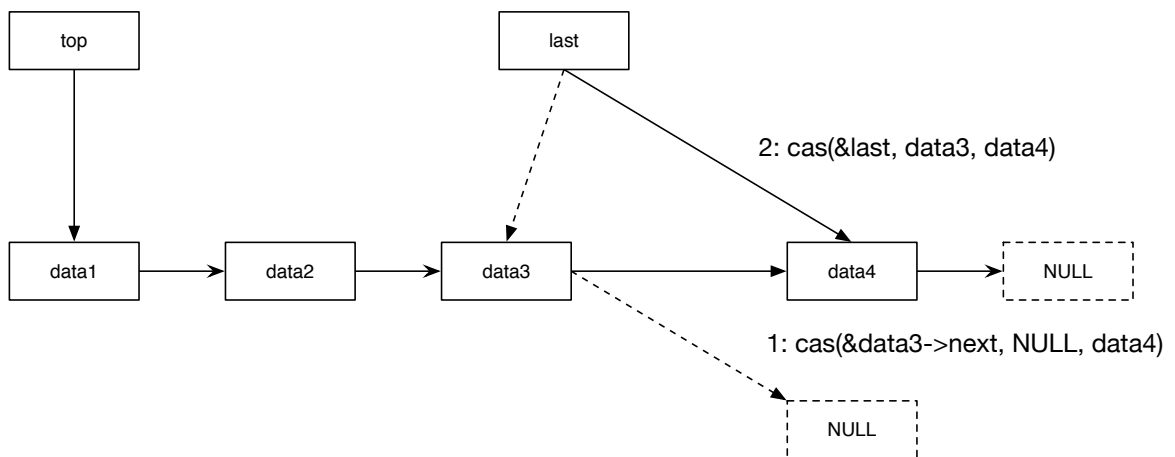 top
last
2: cas(&last, data3, data4)
data1
data2
data3
data4
NULL
1: cas(&data3->next, NULL, data4)
NULL